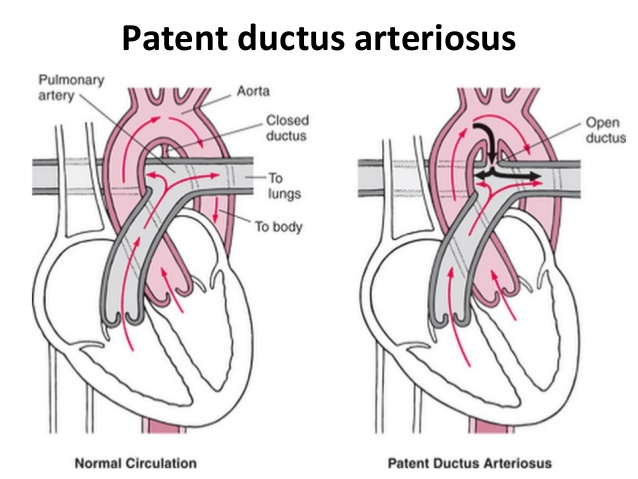 Patent ductus arteriosus
Pulmonary
artery
Aorta
Closed
ductus
To
lungs
To body
Open
ductus
Normal Circulation
Patent Ductus Arteriosus